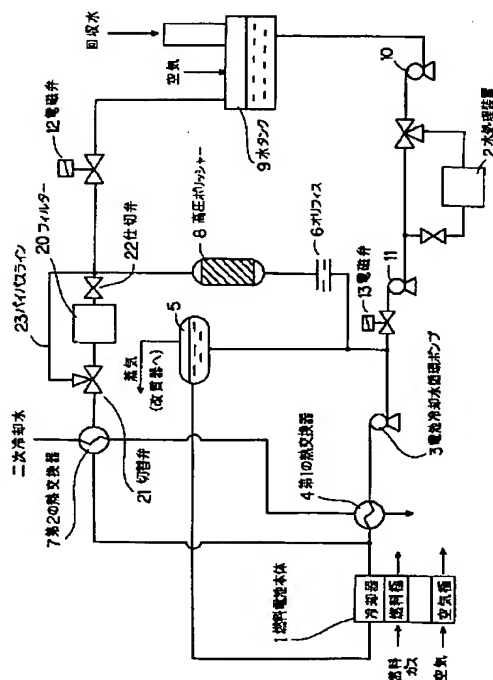 回収水
空気
12電磁弁
20 フィルター
22仕切弁
23バイパスライン
二次冷却水
7第2の熱交換器
21切替弁
8 高圧ポリッシャー
6オリフィス
5
蒸気
(改質器へ)
9水タンク
10
2水処理装置
11
13電磁弁
3電池冷却水循環ポンプ
4第1の熱交換器
1燃料電池本体
冷却器
燃料極
空気極
燃料
ガス
空気